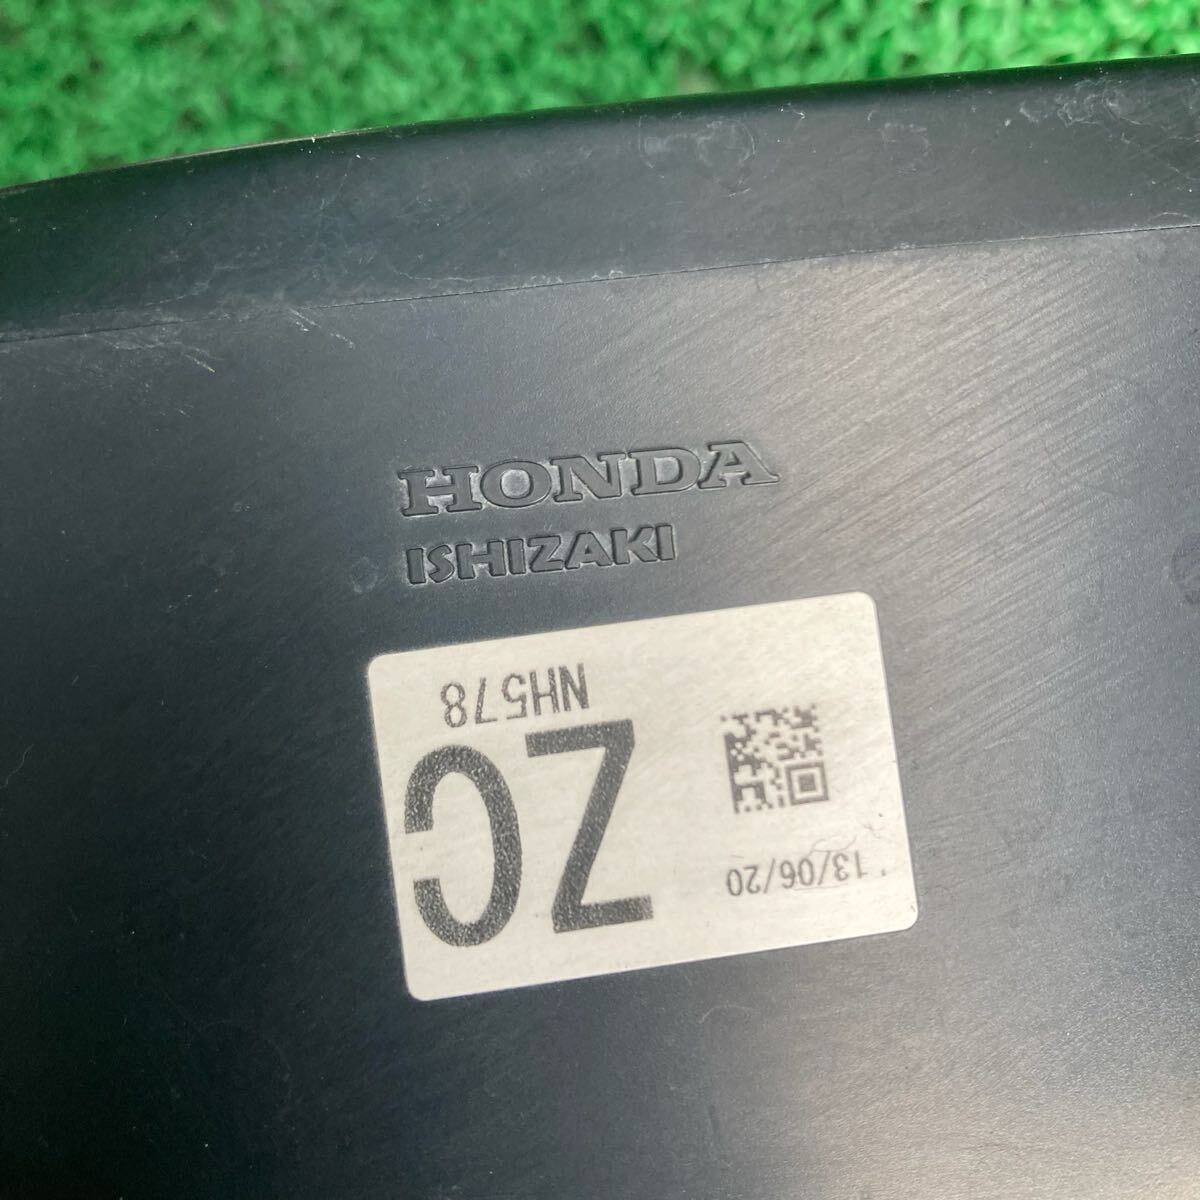 HONDA
ISHIZAKI
'13/06/20
ZC
NH578